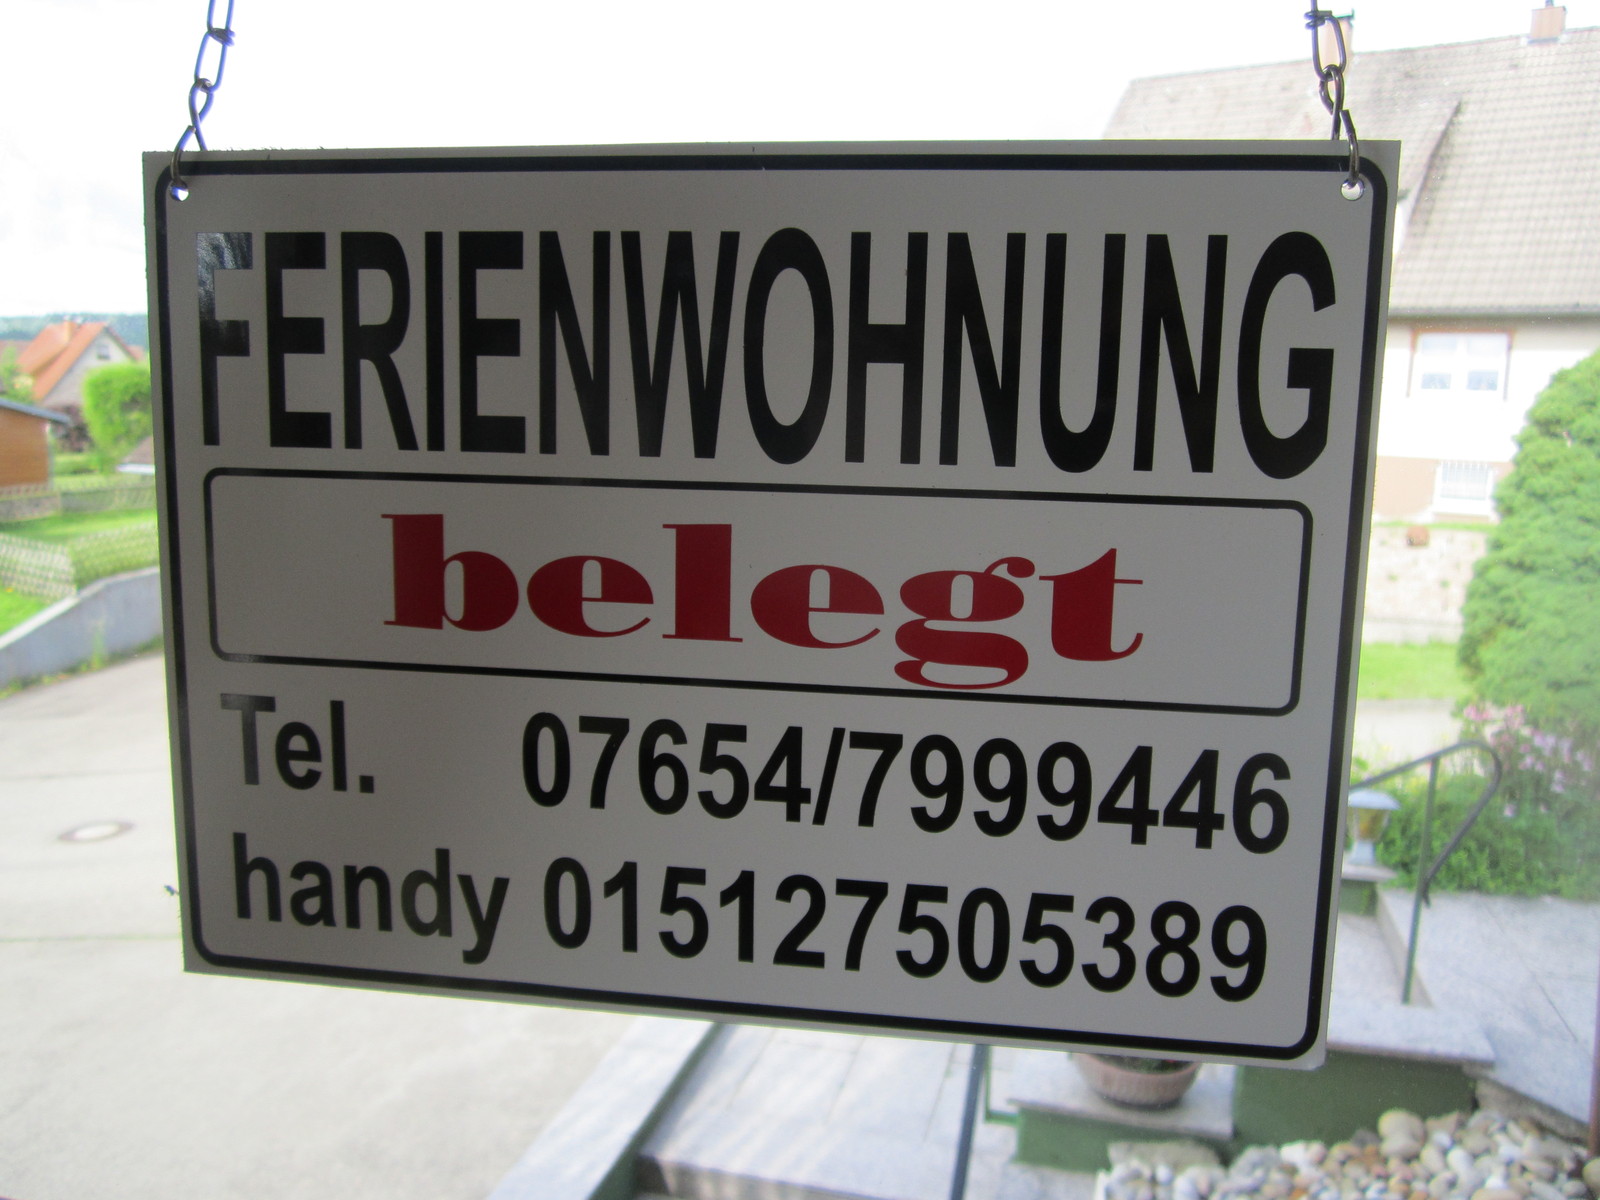 FERIENWOHNUNG
belegt
Tel. 07654/7999446
handy 015127505389